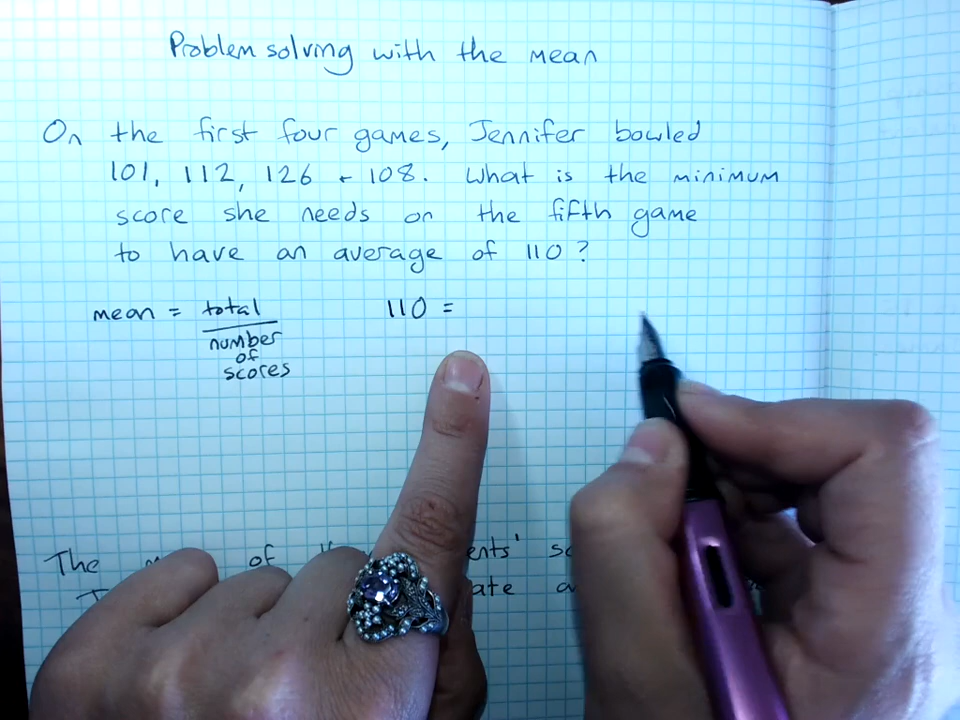 Problem solving with the mean
On the first four games, Jennifer bowled
101, 112, 126 + 108. What is the minimum
score she needs on the fifth game
to have an average of 110?
mean = total 110 =
number
of
scores
The of ents' sc
ate a